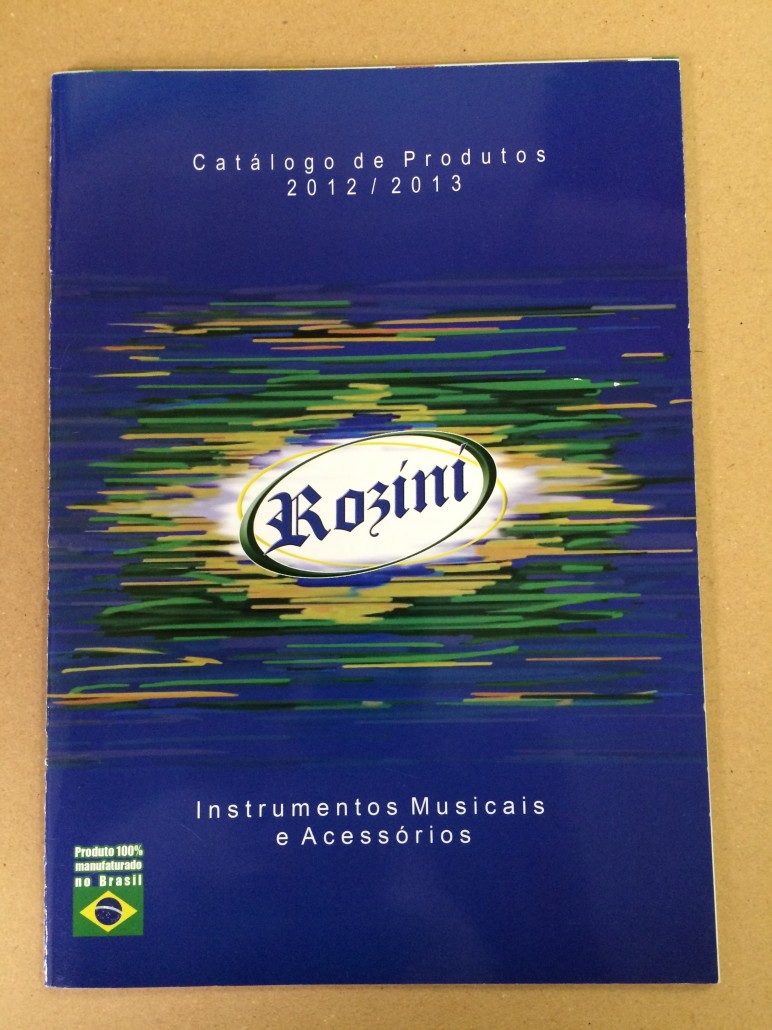 Catálogo de Produtos
2012/2013
Rozini
Instrumentos Musicais
e Acessórios
Produto 100%
manufaturado
no Brasil